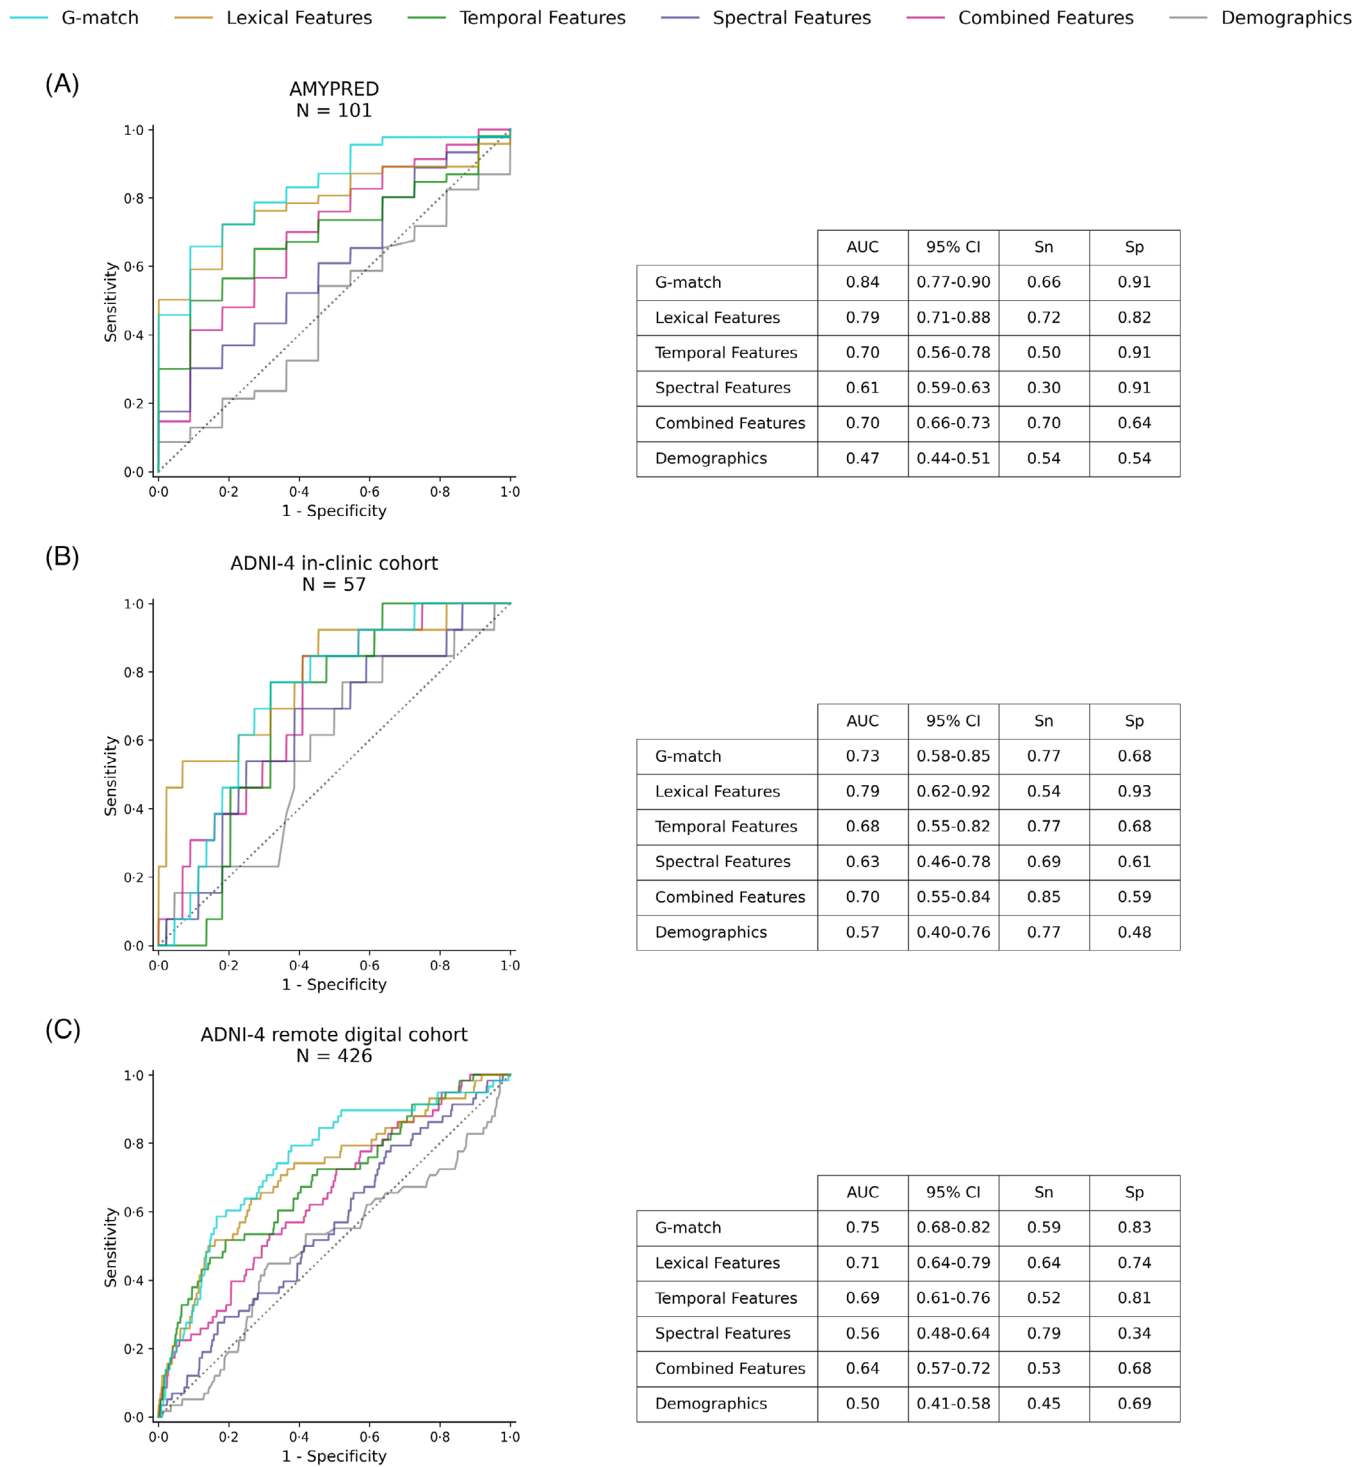 G-match Lexical Features Temporal Features Spectral Features Combined Features Demographics
(A)
AMYPRED
N = 101
1·0
0·8
0·6
0·4
0·2
0·0
Sensitivity
0·0 0·2 0·4 0·6 0·8 1·0
1 - Specificity
AUC 95% CI Sn Sp
G-match 0.84 0.77-0.90 0.66 0.91
Lexical Features 0.79 0.71-0.88 0.72 0.82
Temporal Features 0.70 0.56-0.78 0.50 0.91
Spectral Features 0.61 0.59-0.63 0.30 0.91
Combined Features 0.70 0.66-0.73 0.70 0.64
Demographics 0.47 0.44-0.51 0.54 0.54
(B)
ADNI-4 in-clinic cohort
N = 57
1·0
0·8
0·6
0·4
0·2
0·0
Sensitivity
0·0 0·2 0·4 0·6 0·8 1·0
1 - Specificity
AUC 95% CI Sn Sp
G-match 0.73 0.58-0.85 0.77 0.68
Lexical Features 0.79 0.62-0.92 0.54 0.93
Temporal Features 0.68 0.55-0.82 0.77 0.68
Spectral Features 0.63 0.46-0.78 0.69 0.61
Combined Features 0.70 0.55-0.84 0.85 0.59
Demographics 0.57 0.40-0.76 0.77 0.48
(C)
ADNI-4 remote digital cohort
N = 426
1·0
0·8
0·6
0·4
0·2
0·0
Sensitivity
0·0 0·2 0·4 0·6 0·8 1·0
1 - Specificity
AUC 95% CI Sn Sp
G-match 0.75 0.68-0.82 0.59 0.83
Lexical Features 0.71 0.64-0.79 0.64 0.74
Temporal Features 0.69 0.61-0.76 0.52 0.81
Spectral Features 0.56 0.48-0.64 0.79 0.34
Combined Features 0.64 0.57-0.72 0.53 0.68
Demographics 0.50 0.41-0.58 0.45 0.69